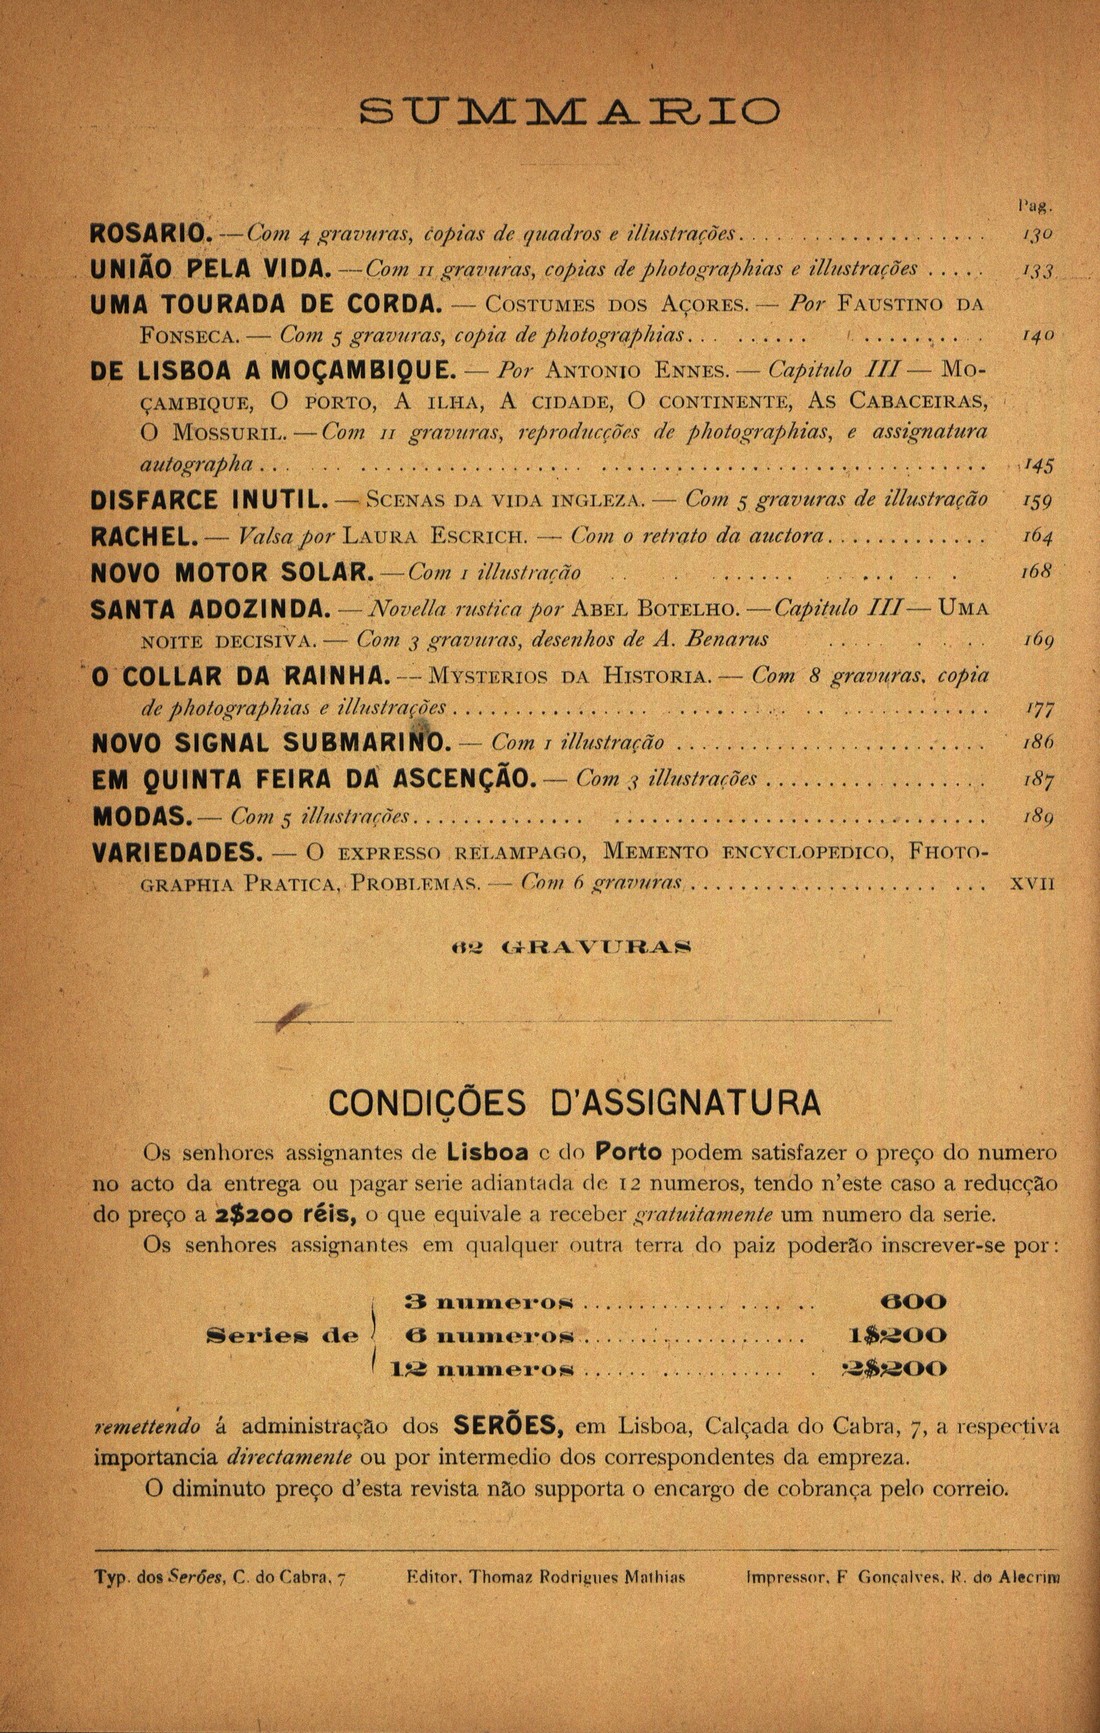 SUMMARIO
Pag.
ROSARIO. — Com 4 gravuras, copias de quadros e illustrações. . . . . . . . . . . . . . . . . . . 130
UNIÃO PELA VIDA. — Com 11 gravuras, copias de photographias e illustrações . . . . . 133
UMA TOURADA DE CORDA. — COSTUMES DOS AÇORES. — Por FAUSTINO DA
FONSECA. — Com 5 gravuras, copia de photographias. . . . . . . . . . . . . . . . . . . 140
DE LISBOA A MOÇAMBIQUE. — Por ANTONIO ENNES. — Capitulo III — MO-
ÇAMBIQUE, O PORTO, A ILHA, A CIDADE, O CONTINENTE, AS CABACEIRAS,
O MOSSURIL. — Com 11 gravuras, reproducções de photographias, e assignatura
autographa . . . . . . . . . . . . . . . . . . . . . . . . . . . . . . . . . . . . . . . . . . . 145
DISFARCE INUTIL. — SCENAS DA VIDA INGLEZA. — Com 5 gravuras de illustração 159
RACHEL. — Valsa por LAURA ESCRICH. — Com o retrato da auctora. . . . . . . . . . . . . 164
NOVO MOTOR SOLAR. — Com 1 illustração . . . . . . . . . . . . . . . 168
SANTA ADOZINDA. — Novella rustica por ABEL BOTELHO. — Capitulo III — UMA
NOITE DECISIVA. — Com 3 gravuras, desenhos de A. Benarus . . . . . . . . 169
O COLLAR DA RAINHA. — MYSTERIOS DA HISTORIA. — Com 8 gravuras. copia
de photographias e illustrações . . . . . . . . . . . . . . . . . . . . . . . . . . . . . . . . . 177
NOVO SIGNAL SUBMARINO. — Com 1 illustração . . . . . . . . . . . . . . . . . . . . . . . . 186
EM QUINTA FEIRA DA ASCENÇÃO. — Com 3 illustrações . . . . . . . . . . . . . . . . . 187
MODAS. — Com 5 illustrações. . . . . . . . . . . . . . . . . . . . . . . . . . . . . . . . . . . . 189
VARIEDADES. — O EXPRESSO RELAMPAGO, MEMENTO ENCYCLOPEDICO, FHOTO-
GRAPHIA PRATICA, PROBLEMAS. — Com 6 gravuras . . . . . . . . . . . . . . . . . . . . . . XVII
62 GRAVURAS
CONDIÇÕES D'ASSIGNATURA
Os senhores assignantes de Lisboa e do Porto podem satisfazer o preço do numero
no acto da entrega ou pagar serie adiantada de 12 numeros, tendo n'este caso a reducção
do preço a 2$200 réis, o que equivale a receber gratuitamente um numero da serie.
Os senhores assignantes em qualquer outra terra do paiz poderão inscrever-se por:
3 numeros . . . . . . . . . . . . . . . . . 600
Series de 6 numeros . . . . . . . . . . . . . . . . . 1$200
12 numeros . . . . . . . . . . . . . . . . . 2$200
remettendo á administração dos SERÕES, em Lisboa, Calçada do Cabra, 7, a respectiva
importancia directamente ou por intermedio dos correspondentes da empreza.
O diminuto preço d'esta revista não supporta o encargo de cobrança pelo correio.
Typ. dos Serões, C. do Cabra, 7 Editor, Thomaz Rodrigues Mathias Impressor, F Gonçalves, R. do Alecrim